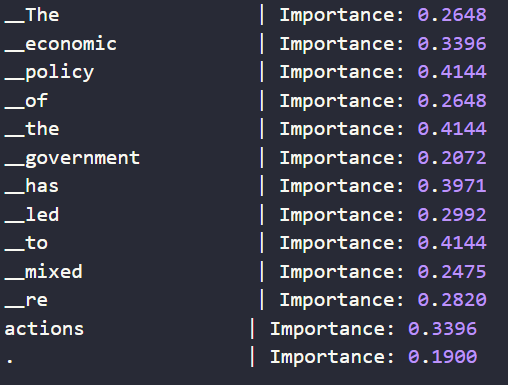 __The | Importance: 0.2648
__economic | Importance: 0.3396
__policy | Importance: 0.4144
__of | Importance: 0.2648
__the | Importance: 0.4144
__government | Importance: 0.2072
__has | Importance: 0.3971
__led | Importance: 0.2992
__to | Importance: 0.4144
__mixed | Importance: 0.2475
__re | Importance: 0.2820
actions | Importance: 0.3396
. | Importance: 0.1900